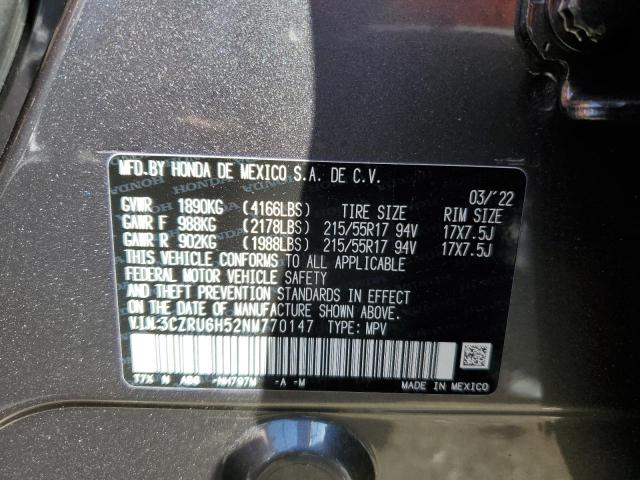 MFD.BY HONDA DE MEXICO S.A. DE C.V.
03/'22
GVWR 1890KG (4166LBS) TIRE SIZE RIM SIZE
GAWR F 988KG (2178LBS) 215/55R17 94V 17X7.5J
GAWR R 902KG (1988LBS) 215/55R17 94V 17X7.5J
THIS VEHICLE CONFORMS TO ALL APPLICABLE
FEDERAL MOTOR VEHICLE SAFETY
AND THEFT PREVENTION STANDARDS IN EFFECT
ON THE DATE OF MANUFACTURE SHOWN ABOVE.
V.I.N:3CZRU6H52NM770147 TYPE: MPV
NH797M -A -M
MADE IN MEXICO